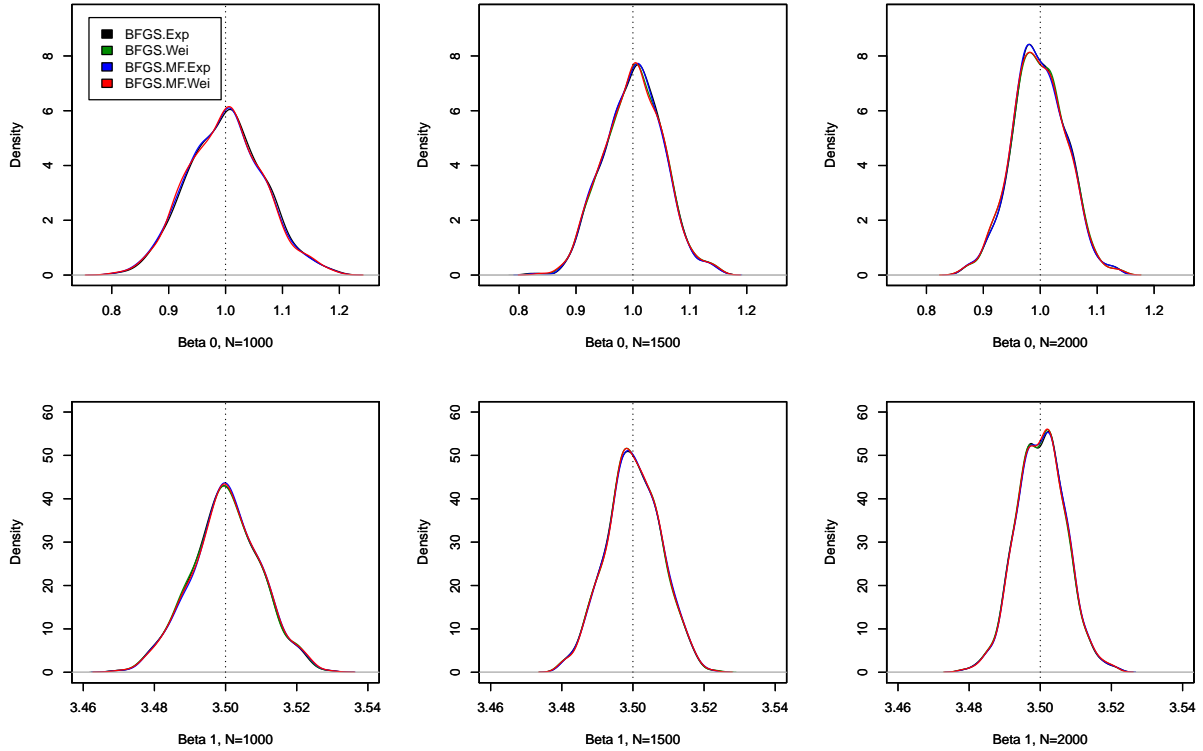 BFGS.Exp
BFGS.Wei
BFGS.MF.Exp
BFGS.MF.Wei
Density
0 2 4 6 8
0.8 0.9 1.0 1.1 1.2
Beta 0, N=1000
Density
0 2 4 6 8
0.8 0.9 1.0 1.1 1.2
Beta 0, N=1500
Density
0 2 4 6 8
0.8 0.9 1.0 1.1 1.2
Beta 0, N=2000
Density
0 10 20 30 40 50 60
3.46 3.48 3.50 3.52 3.54
Beta 1, N=1000
Density
0 10 20 30 40 50 60
3.46 3.48 3.50 3.52 3.54
Beta 1, N=1500
Density
0 10 20 30 40 50 60
3.46 3.48 3.50 3.52 3.54
Beta 1, N=2000